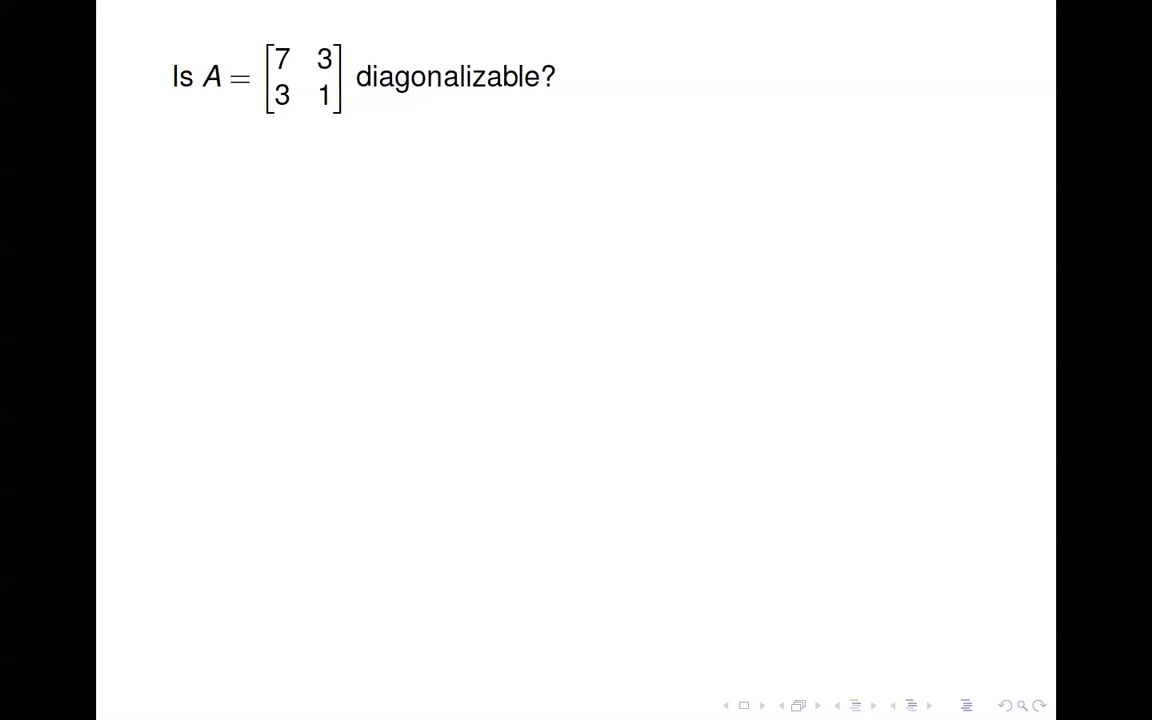 Is A = [7 3
3 1] diagonalizable?